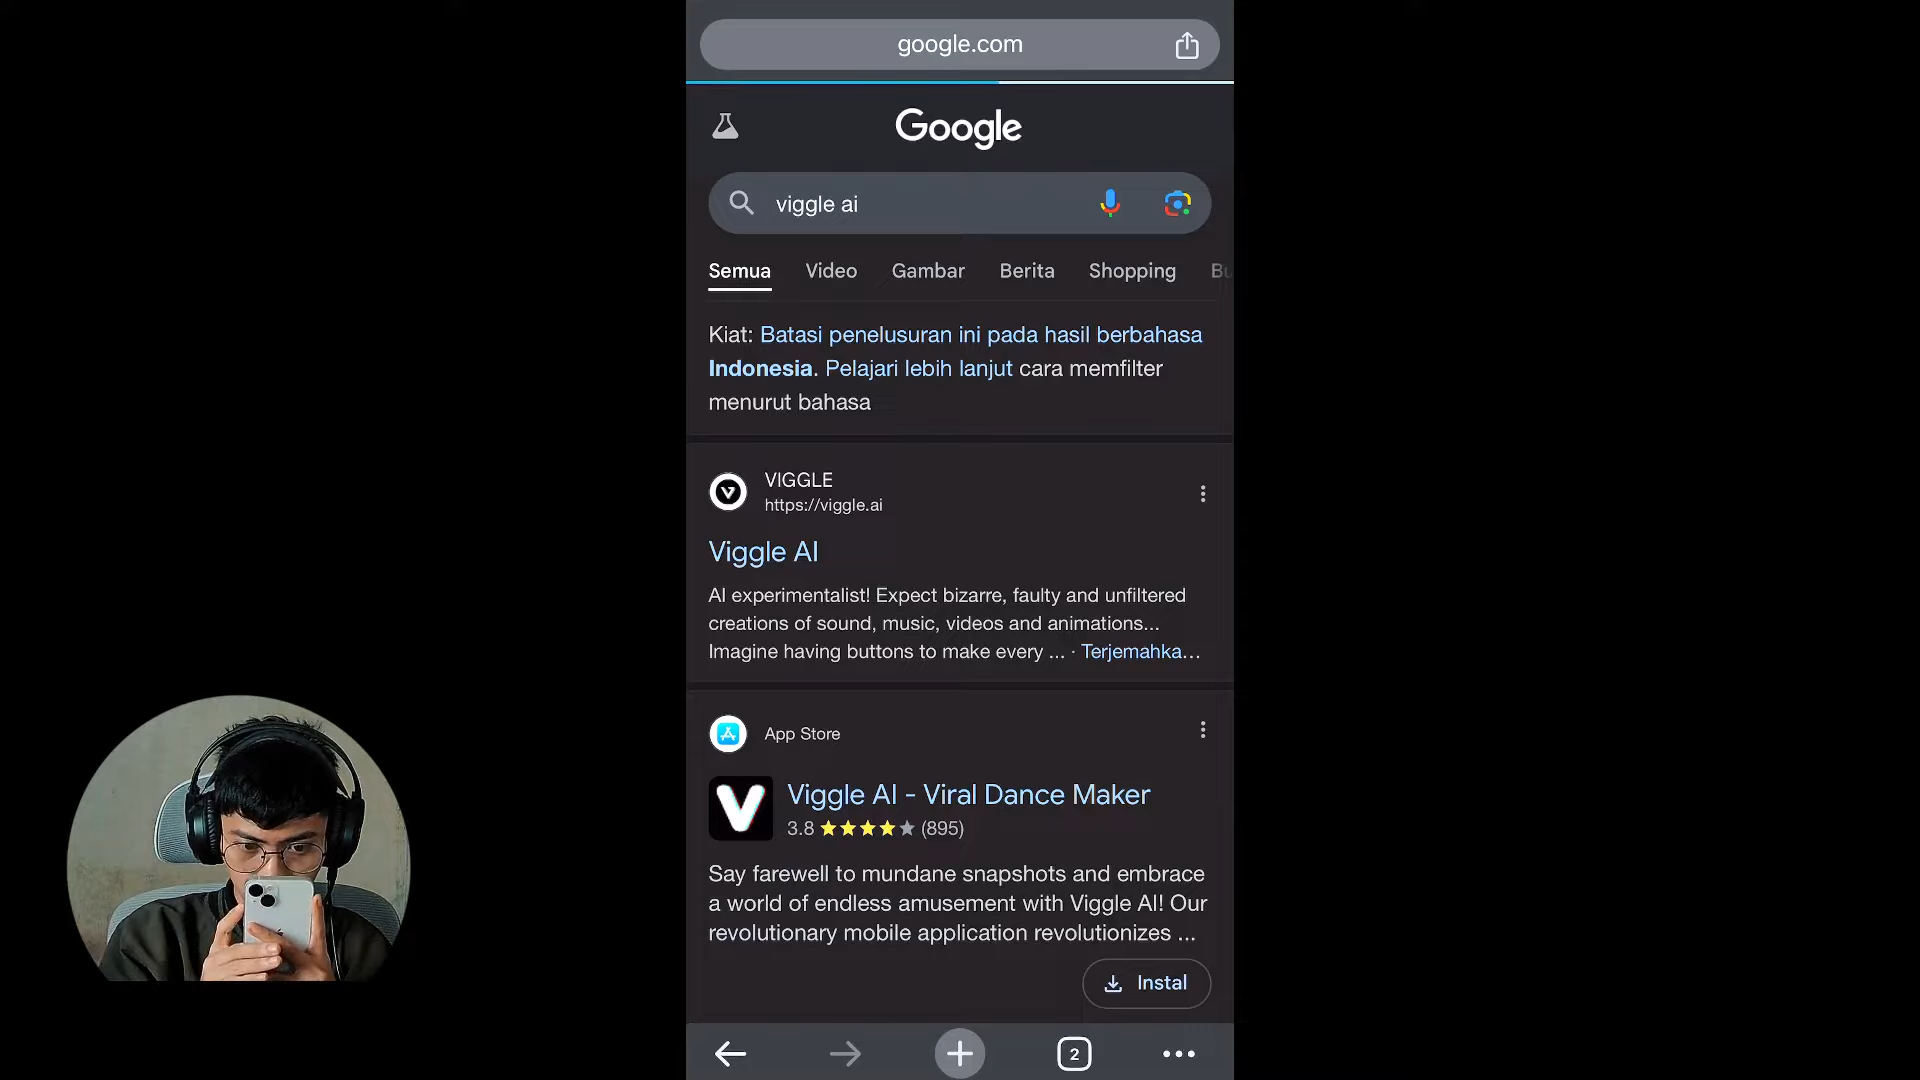 google.com
Google
viggle ai
Semua Video Gambar Berita Shopping
Kiat: Batasi penelusuran ini pada hasil berbahasa
Indonesia. Pelajari lebih lanjut cara memfilter
menurut bahasa
VIGGLE
https://viggle.ai
Viggle AI
AI experimentalist! Expect bizarre, faulty and unfiltered
creations of sound, music, videos and animations...
Imagine having buttons to make every ... · Terjemahka...
App Store
V
Viggle AI - Viral Dance Maker
3.8 (895)
Say farewell to mundane snapshots and embrace
a world of endless amusement with Viggle AI! Our
revolutionary mobile application revolutionizes ...
Instal
2